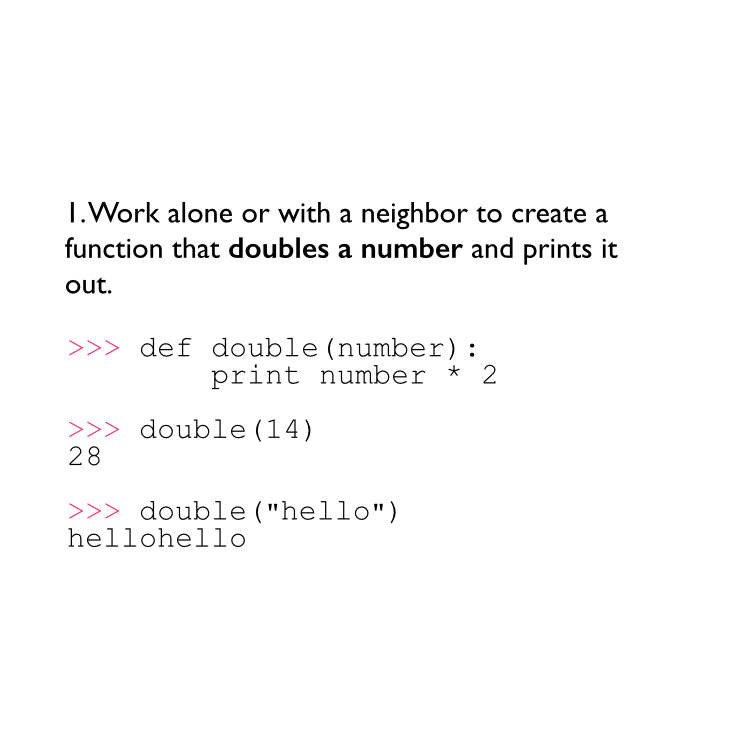 1. Work alone or with a neighbor to create a
function that doubles a number and prints it
out.
>>> def double(number):
print number * 2
>>> double(14)
28
>>> double("hello")
hellohello